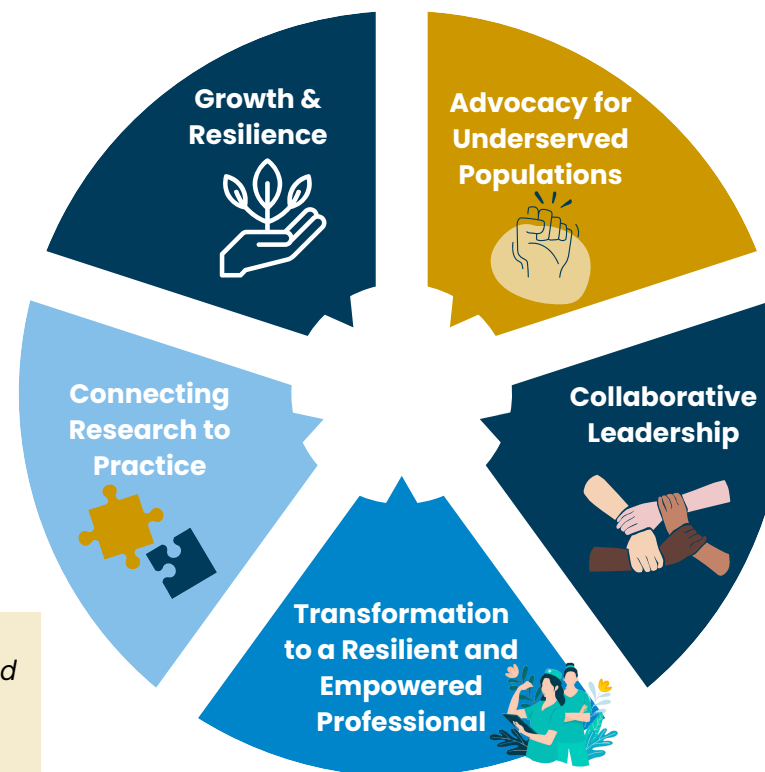 Growth &
Resilience
Advocacy for
Underserved
Populations
Connecting
Research to
Practice
Collaborative
Leadership
Transformation
to a Resilient and
Empowered
Professional